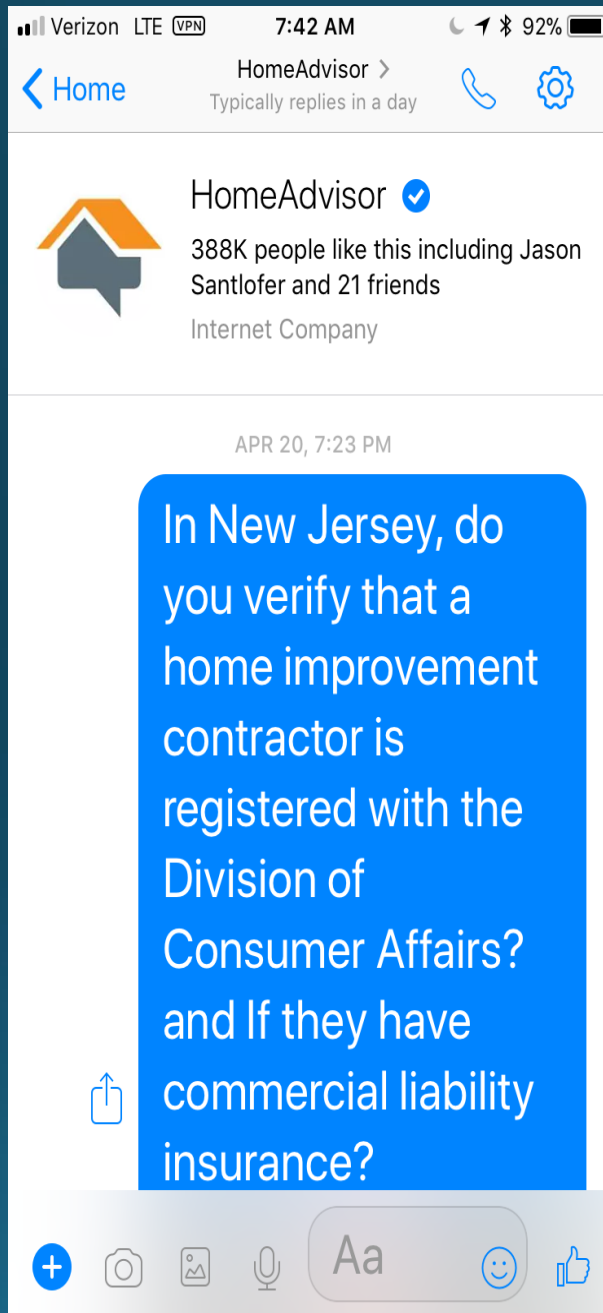 Verizon LTE VPN 7:42 AM 92%
Home
HomeAdvisor
Typically replies in a day
HomeAdvisor
388K people like this including Jason
Santlofer and 21 friends
Internet Company
APR 20, 7:23 PM
In New Jersey, do
you verify that a
home improvement
contractor is
registered with the
Division of
Consumer Affairs?
and If they have
commercial liability
insurance?
Aa